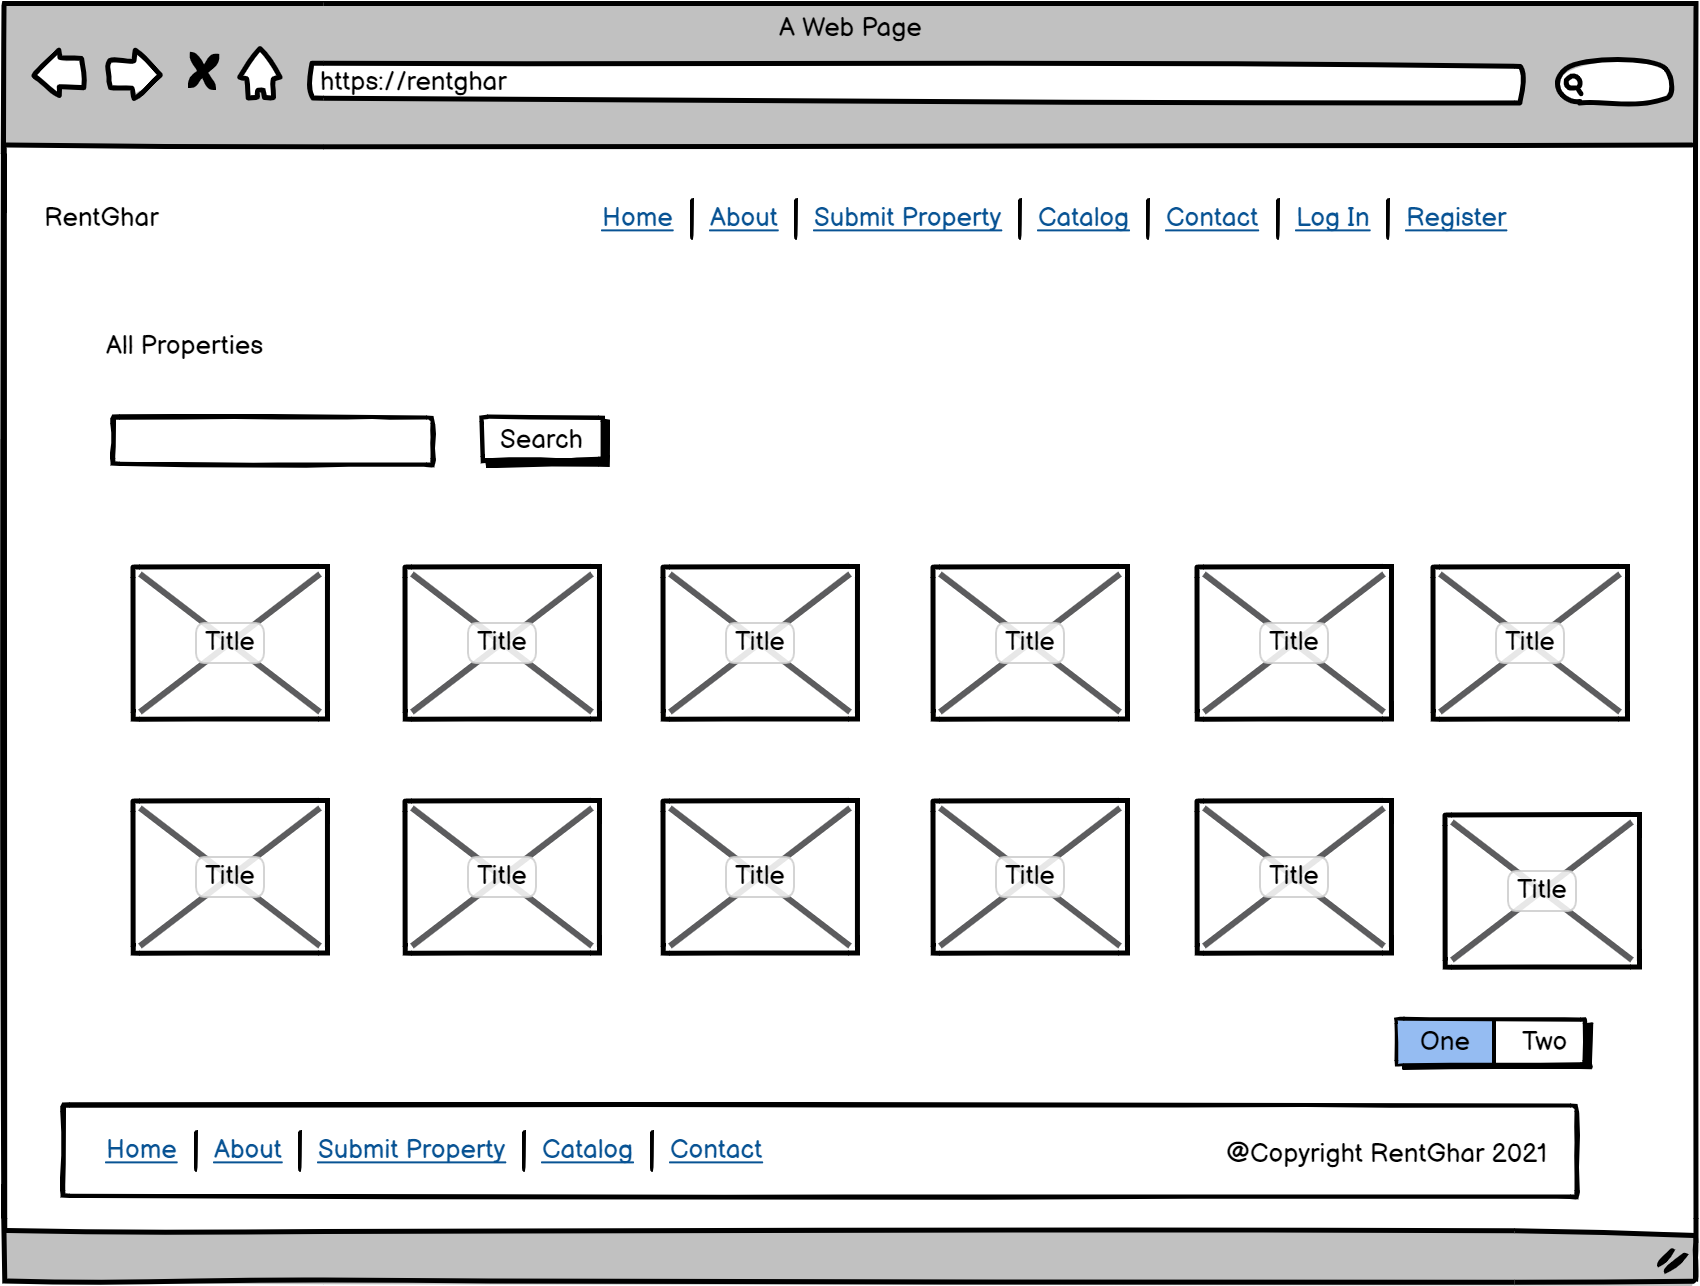 A Web Page
https://rentghar
RentGhar Home About Submit Property Catalog Contact Log In Register
All Properties
Search
Title Title Title Title Title Title
Title Title Title Title Title Title
One Two
Home About Submit Property Catalog Contact @Copyright RentGhar 2021